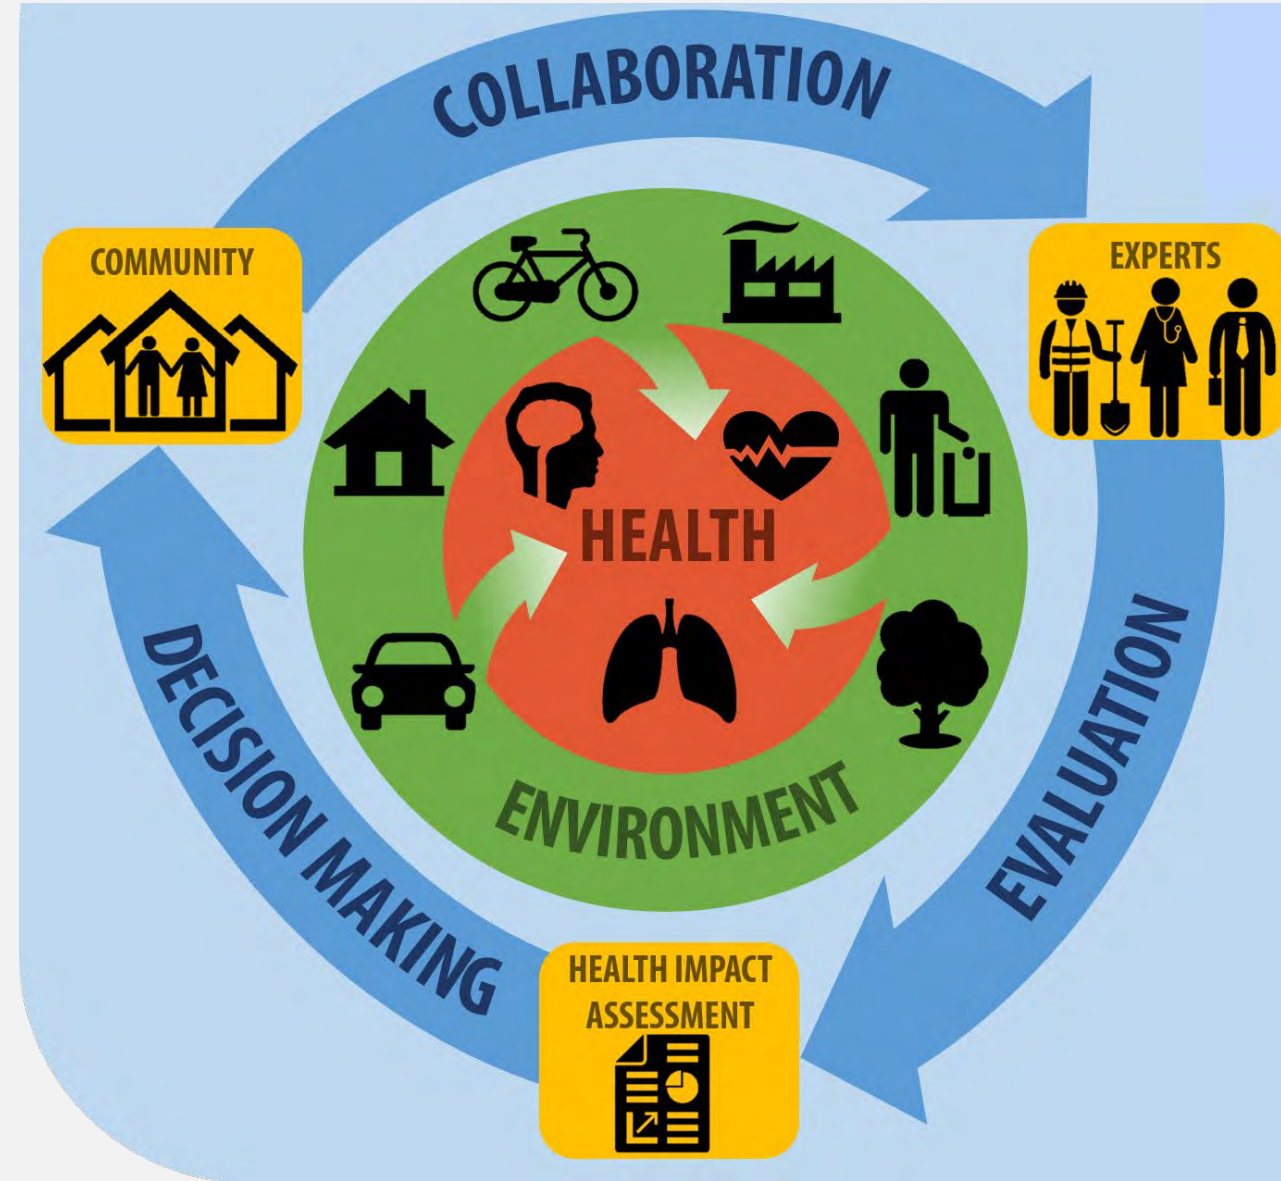 COLLABORATION
COMMUNITY
EXPERTS
HEALTH
ENVIRONMENT
EVALUATION
DECISION MAKING
HEALTH IMPACT
ASSESSMENT